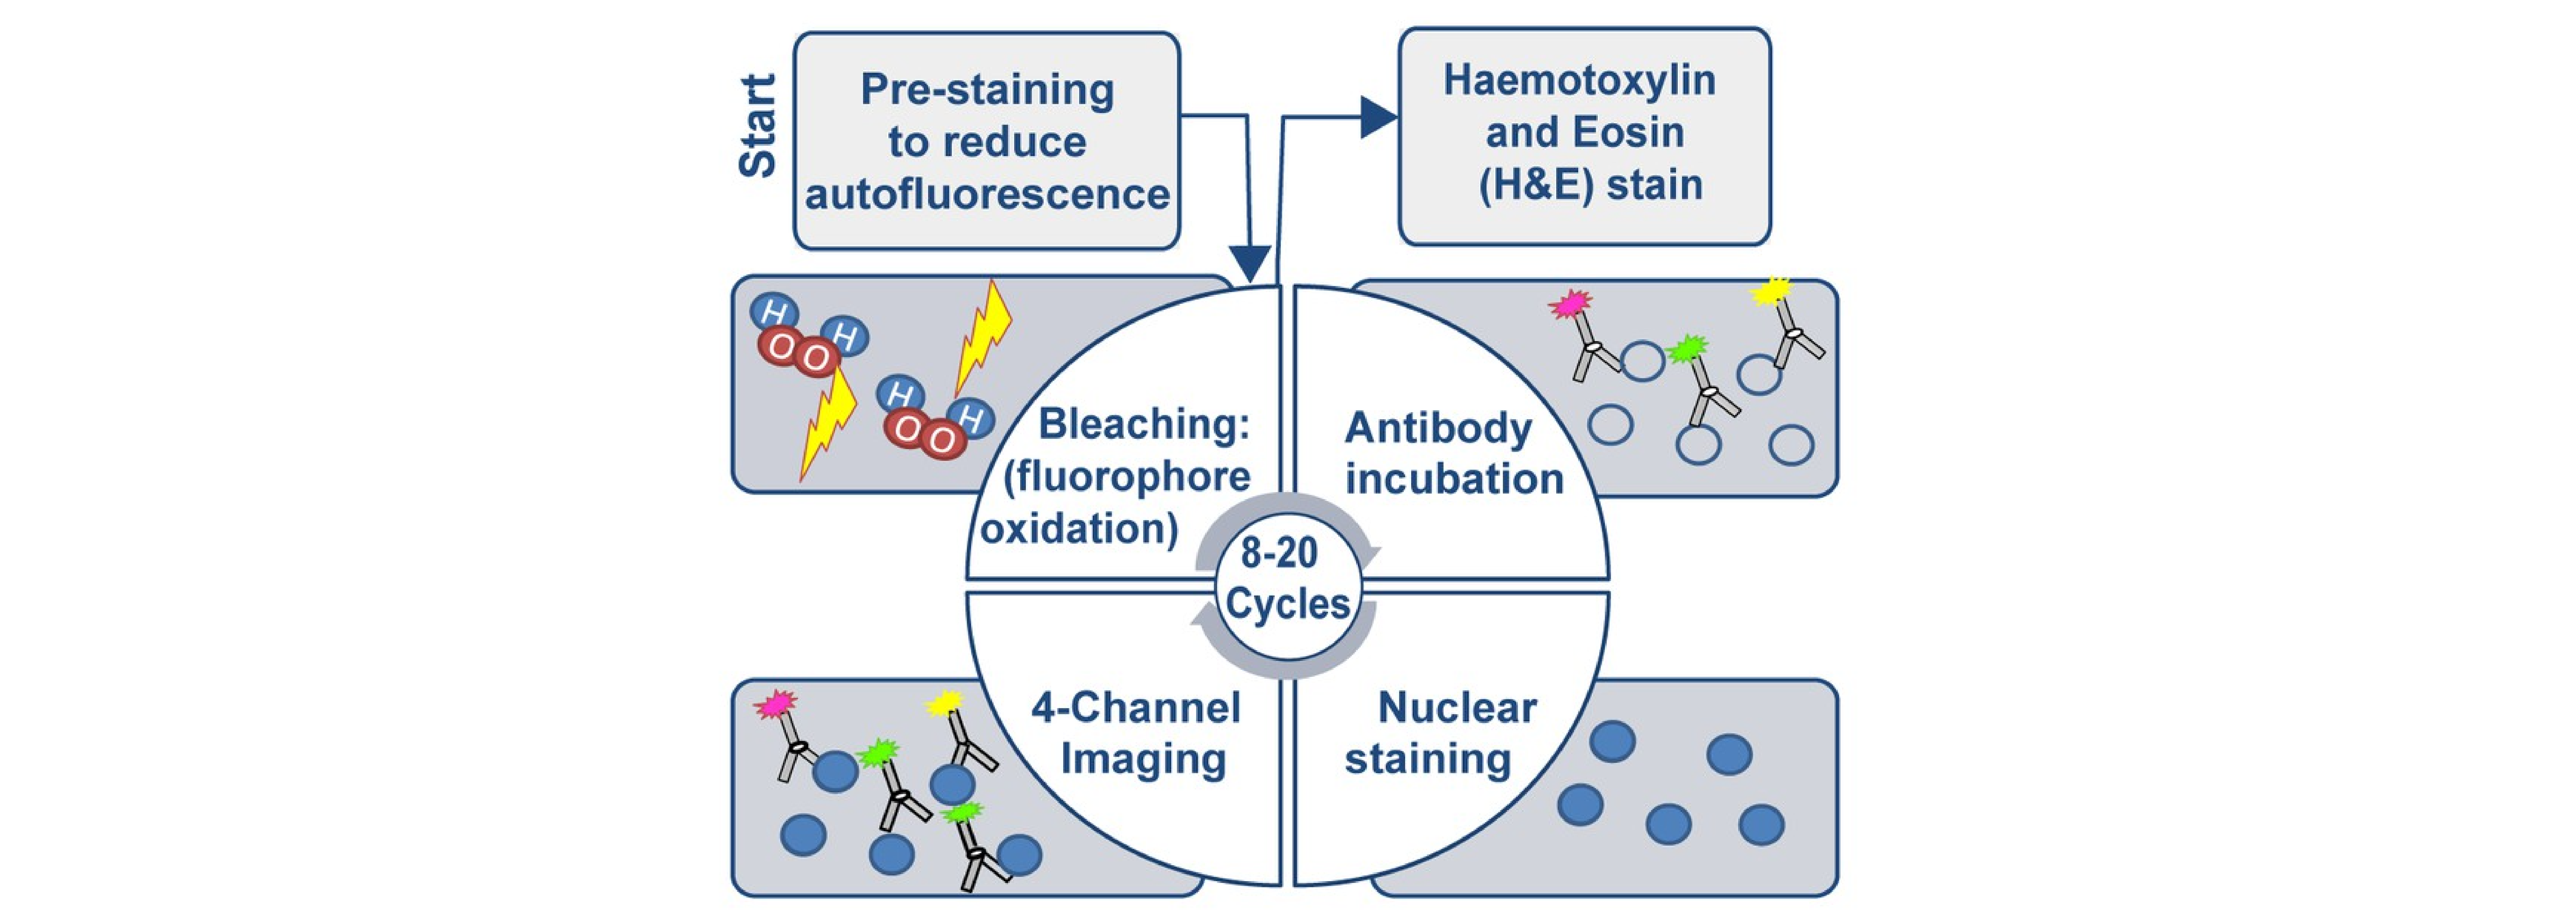 Start
Pre-staining
to reduce
autofluorescence
Haemotoxylin
and Eosin
(H&E) stain
H
H
O
O
H
H
O
O
Bleaching:
(fluorophore
oxidation)
Antibody
incubation
8-20
Cycles
4-Channel
Imaging
Nuclear
staining